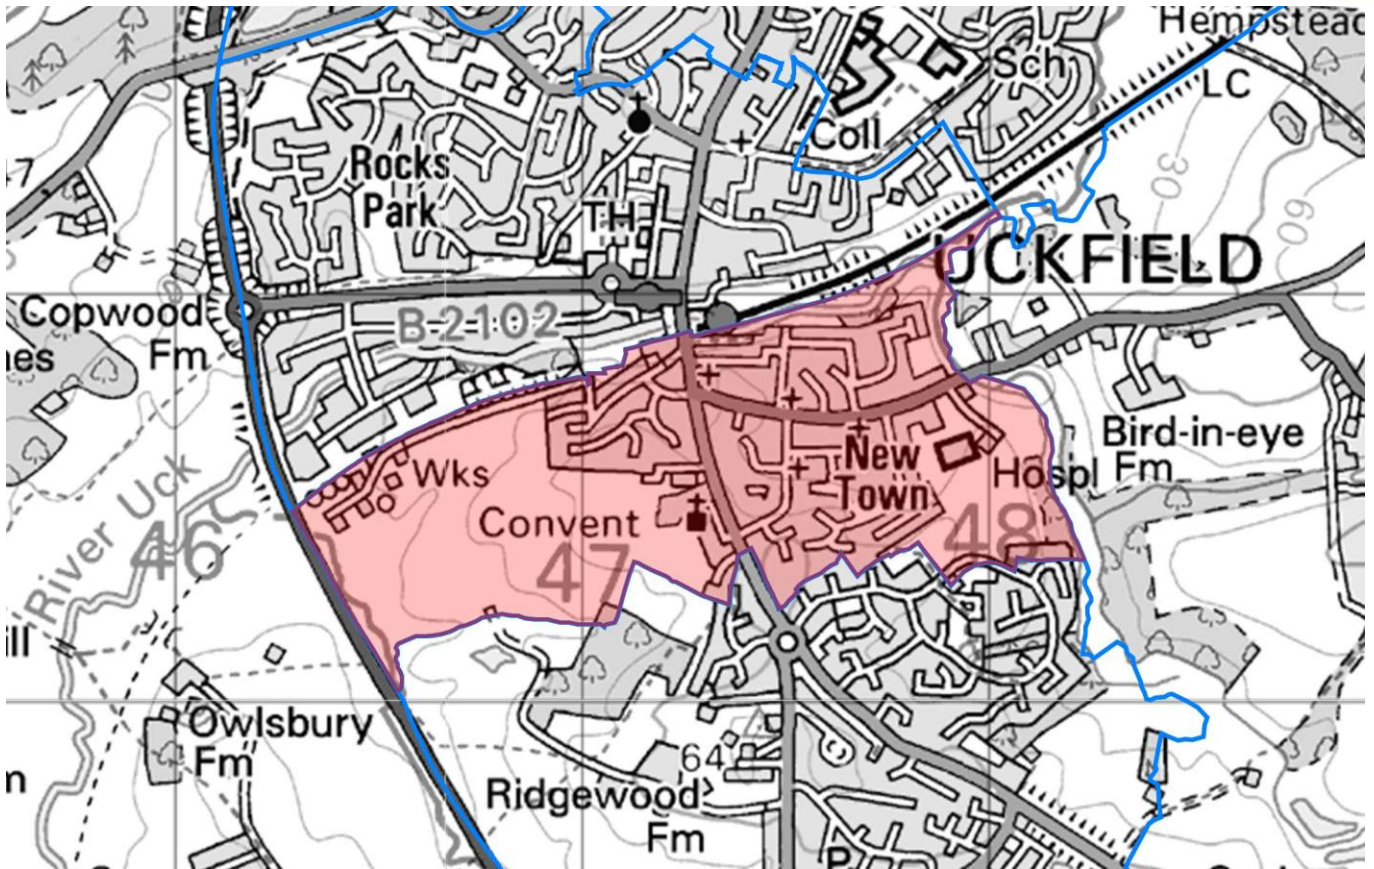 Hempstead
Sch
LC
Coll
Rocks
Park
30
TH
60
UCKFIELD
Copwood
Fm
B 2102
Bird-in-eye
Fm
New
Town
Hospl
Wks
Convent
River Uck
46
47
48
Owlsbury
Fm
64
Ridgewood
Fm